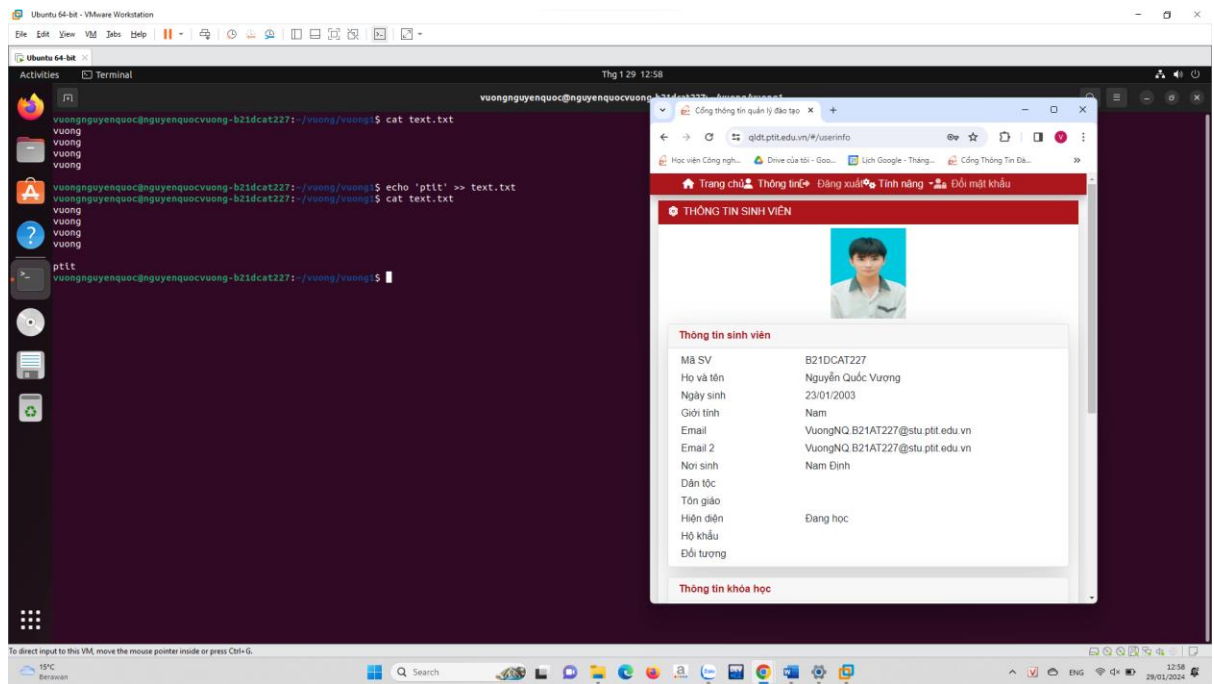 Ubuntu 64-bit - VMware Workstation
File Edit View VM Tabs Help
Ubuntu 64-bit
Activities Terminal Thg 1 29 12:58
vuongnguyenquoc@nguyenquocvuong-b21dcat227: ~/vuong/vuong1
vuongnguyenquoc@nguyenquocvuong-b21dcat227:~/vuong/vuong1$ cat text.txt
vuong
vuong
vuong
vuong
vuongnguyenquoc@nguyenquocvuong-b21dcat227:~/vuong/vuong1$ echo 'ptit' >> text.txt
vuongnguyenquoc@nguyenquocvuong-b21dcat227:~/vuong/vuong1$ cat text.txt
vuong
vuong
vuong
vuong
ptit
vuongnguyenquoc@nguyenquocvuong-b21dcat227:~/vuong/vuong1$
Cổng thông tin quản lý đào tạo
qldt.ptit.edu.vn/#/userinfo
V
Học viện Công ngh... Drive của tôi - Goo... Lịch Google - Tháng... Cổng Thông Tin Đà...
Trang chủ Thông tin Đăng xuất Tính năng Đổi mật khẩu
THÔNG TIN SINH VIÊN
Thông tin sinh viên
Mã SV B21DCAT227
Họ và tên Nguyễn Quốc Vượng
Ngày sinh 23/01/2003
Giới tính Nam
Email VuongNQ.B21AT227@stu.ptit.edu.vn
Email 2 VuongNQ.B21AT227@stu.ptit.edu.vn
Nơi sinh Nam Định
Dân tộc
Tôn giáo
Hiện diện Đang học
Hộ khẩu
Đối tượng
Thông tin khóa học
To direct input to this VM, move the mouse pointer inside or press Ctrl+G.
15°C
Berawan
Search
ENG
12:58
29/01/2024